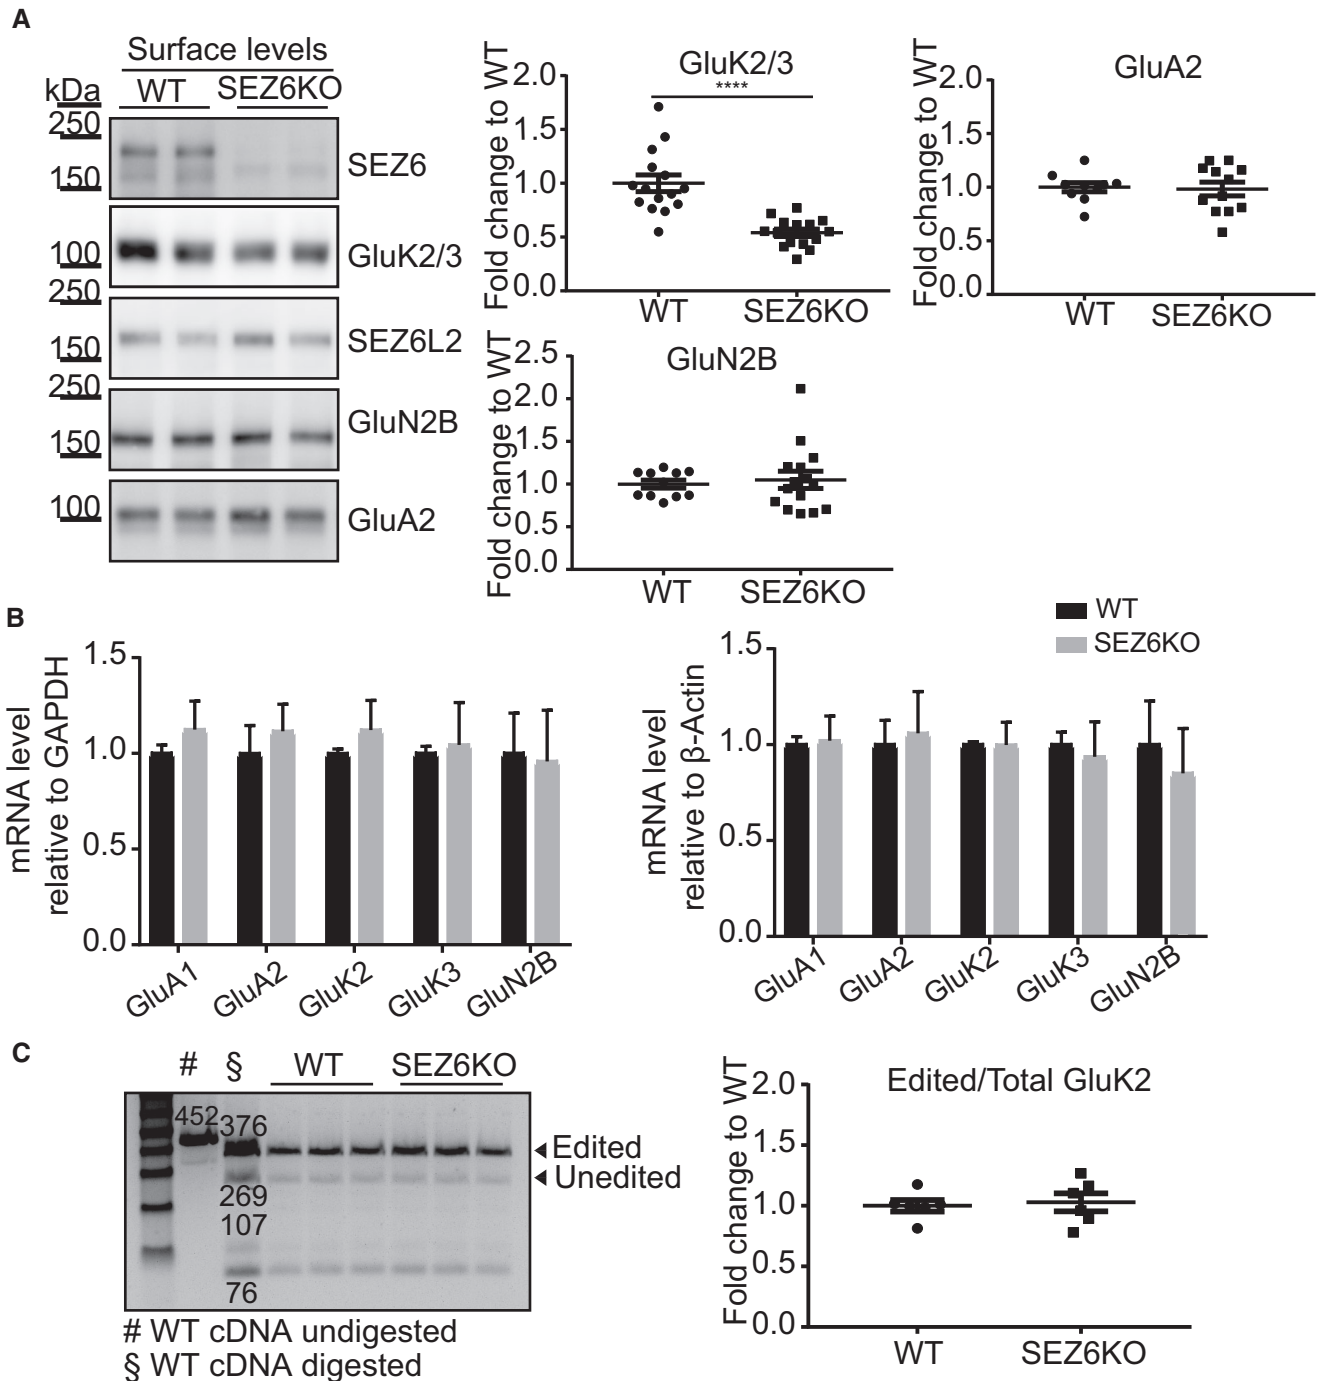 A
Surface levels
kDa WT SEZ6KO
250
150
SEZ6
100
GluK2/3
250
150
SEZ6L2
250
150
GluN2B
100
GluA2
GluK2/3
****
Fold change to WT
2.0
1.5
1.0
0.5
0.0
WT SEZ6KO
GluA2
Fold change to WT
2.0
1.5
1.0
0.5
0.0
WT SEZ6KO
GluN2B
Fold change to WT
2.5
2.0
1.5
1.0
0.5
0.0
WT SEZ6KO
B
WT
SEZ6KO
mRNA level
relative to GAPDH
1.5
1.0
0.5
0.0
GluA1 GluA2 GluK2 GluK3 GluN2B
mRNA level
relative to β-Actin
1.5
1.0
0.5
0.0
GluA1 GluA2 GluK2 GluK3 GluN2B
C
# § WT SEZ6KO
452 376
269
107
76
Edited
Unedited
# WT cDNA undigested
§ WT cDNA digested
Edited/Total GluK2
Fold change to WT
2.0
1.5
1.0
0.5
0.0
WT SEZ6KO